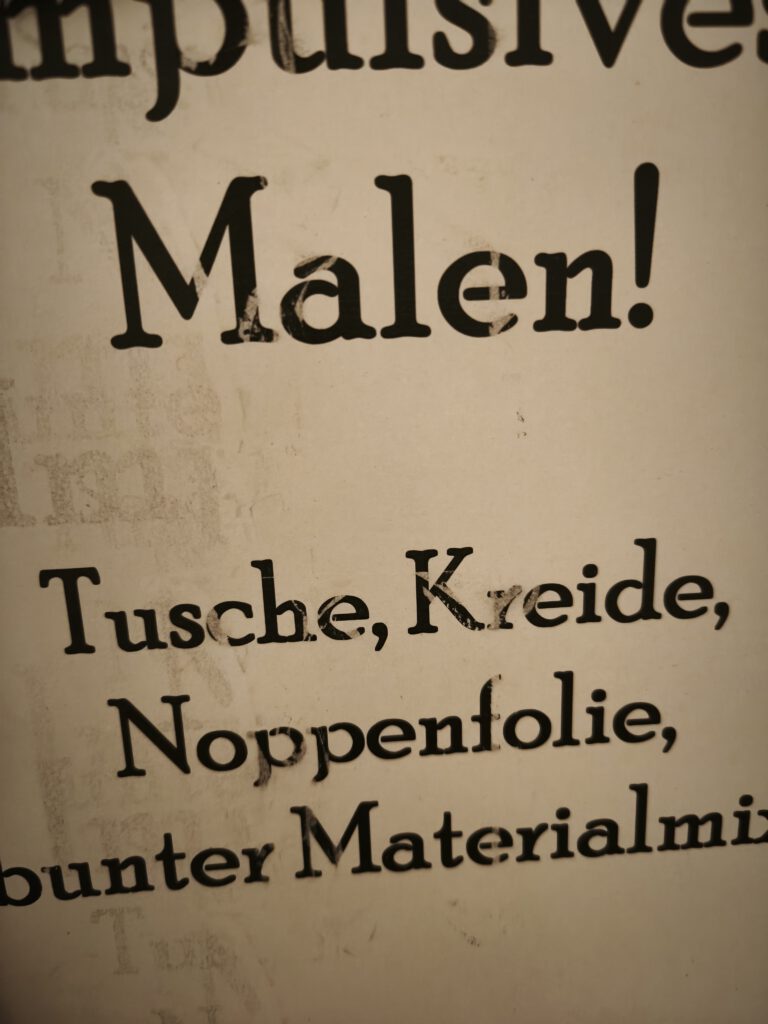 mpulsives
Malen!
Tusche, Kreide,
Noppenfolie,
bunter Materialmix